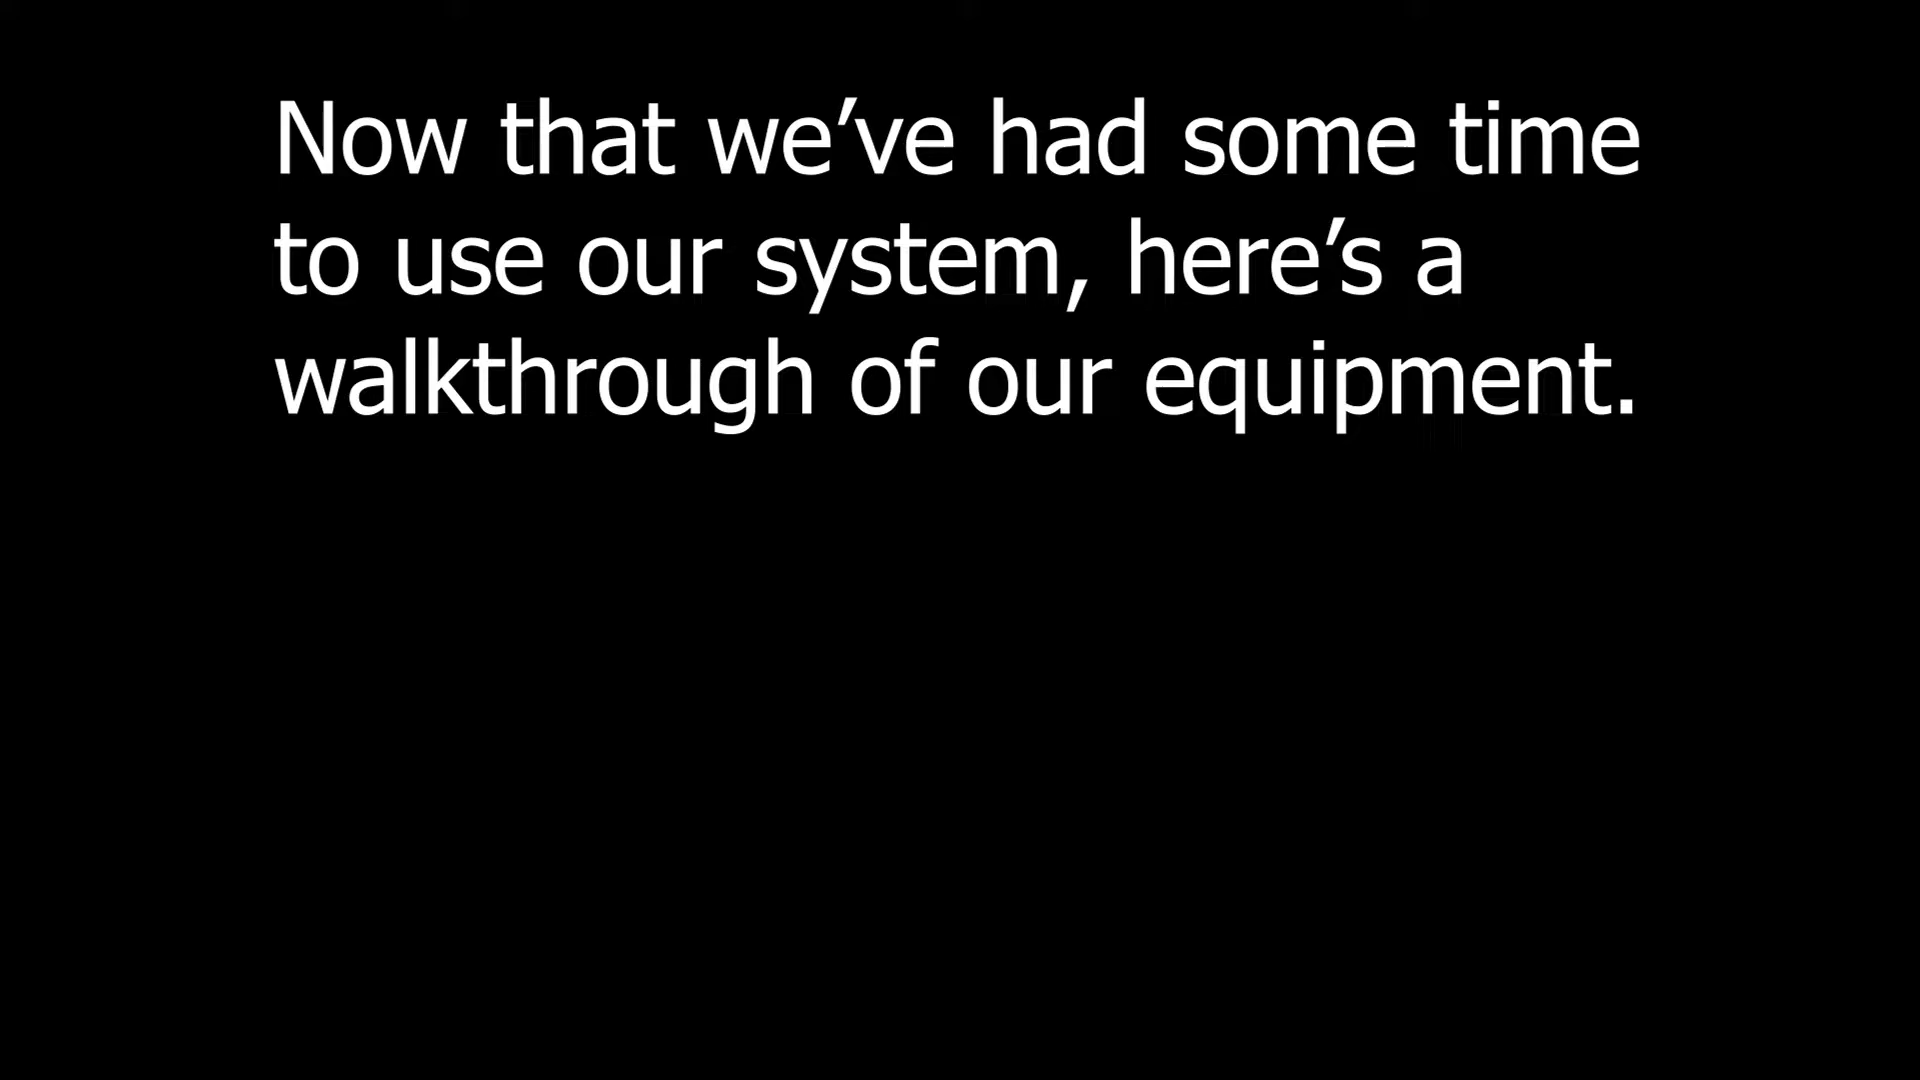 Now that we’ve had some time
to use our system, here’s a
walkthrough of our equipment.